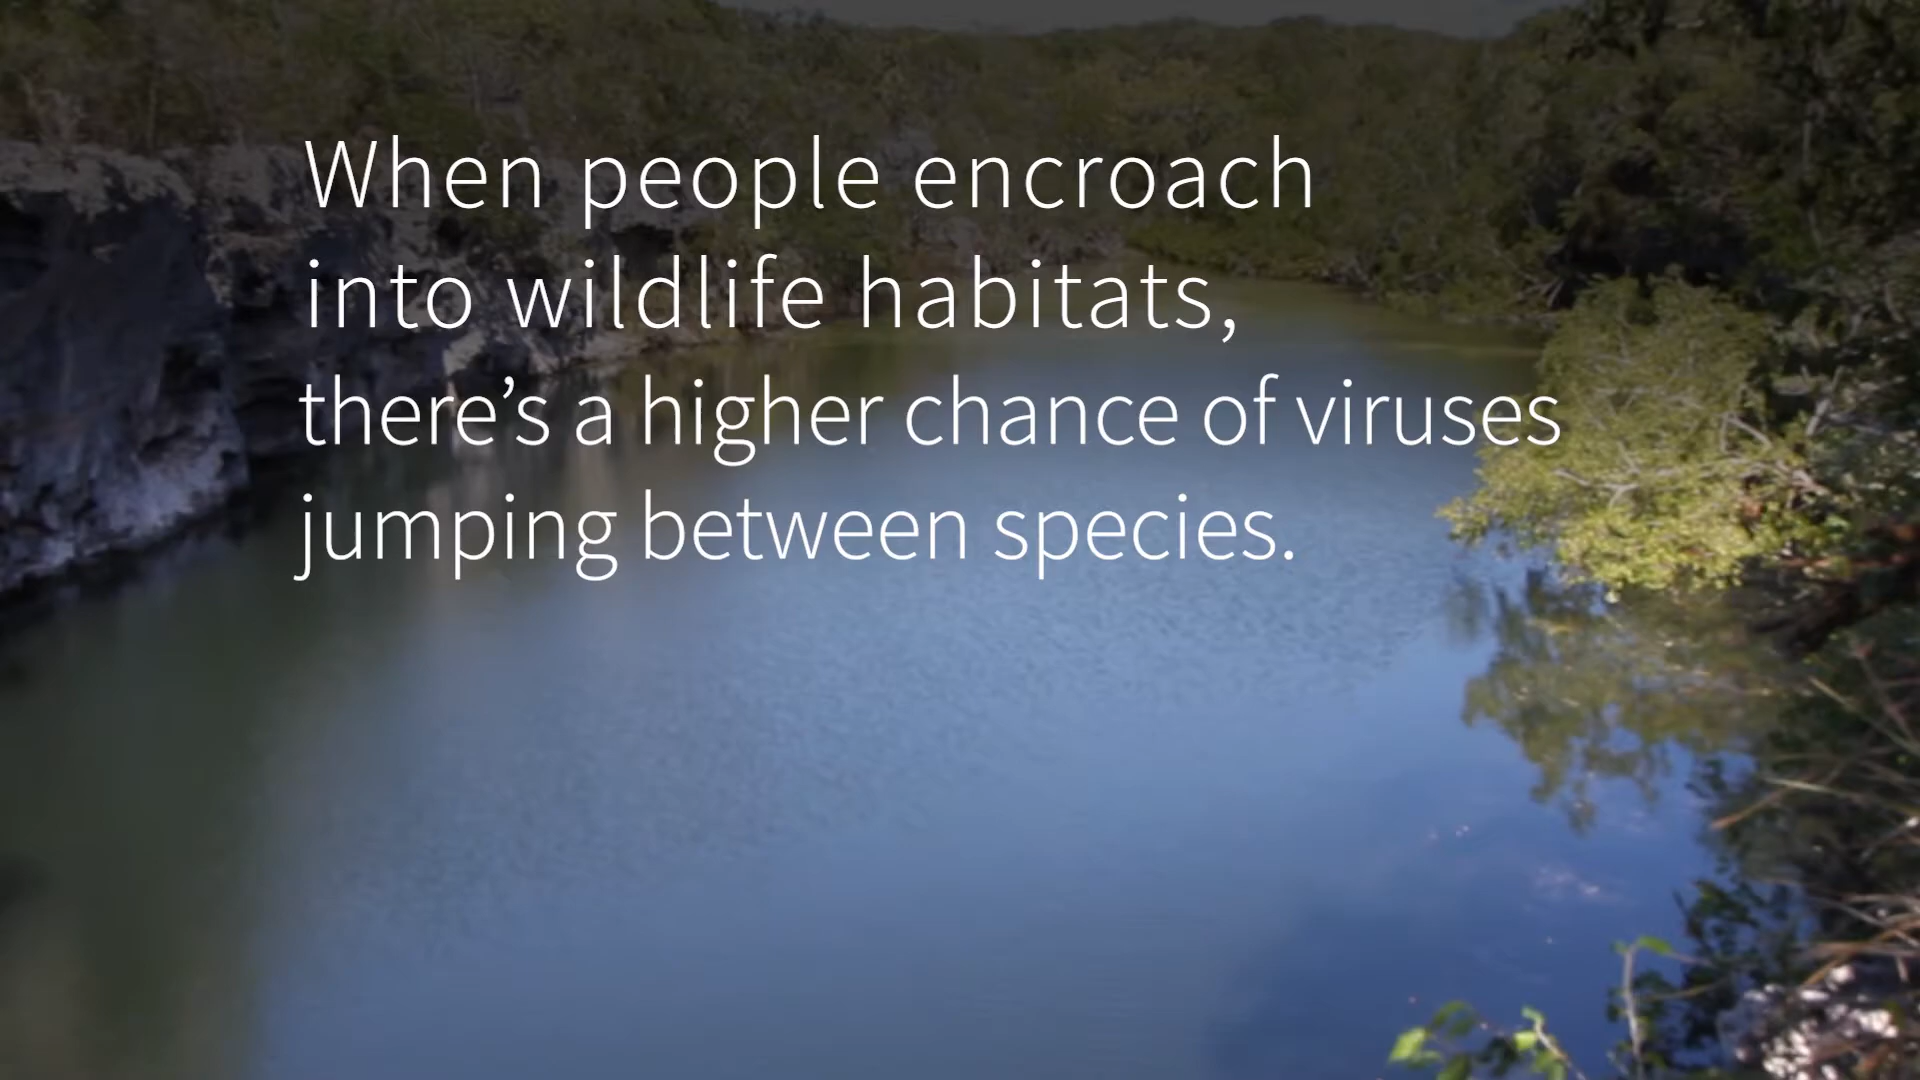 When people encroach
into wildlife habitats,
there’s a higher chance of viruses
jumping between species.